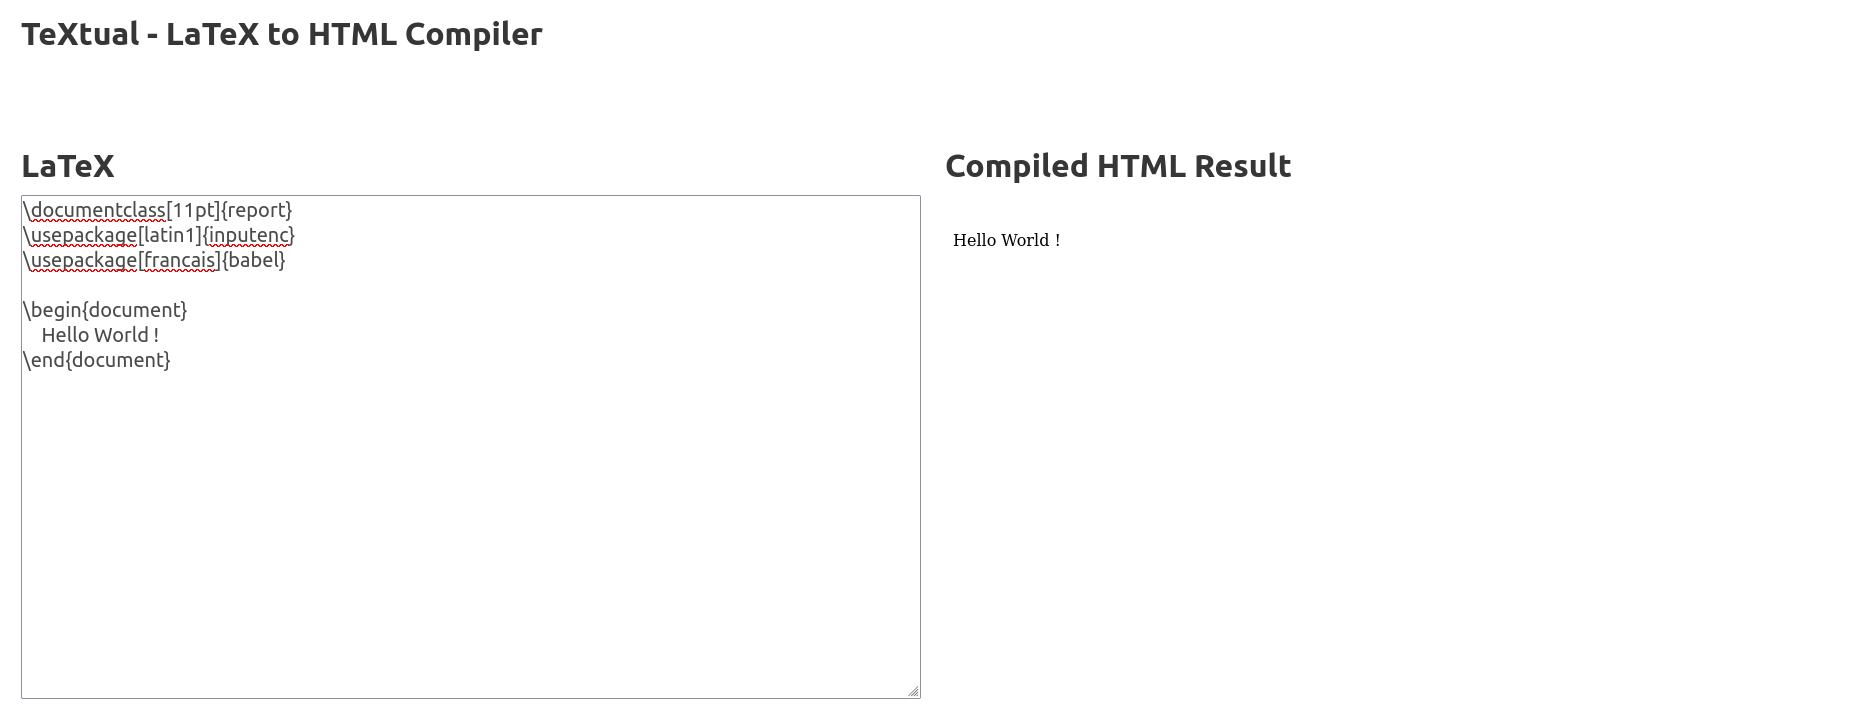 TeXtual - LaTeX to HTML Compiler
LaTeX
\documentclass[11pt]{report}
\usepackage[latin1]{inputenc}
\usepackage[francais]{babel}
\begin{document}
Hello World !
\end{document}
Compiled HTML Result
Hello World !